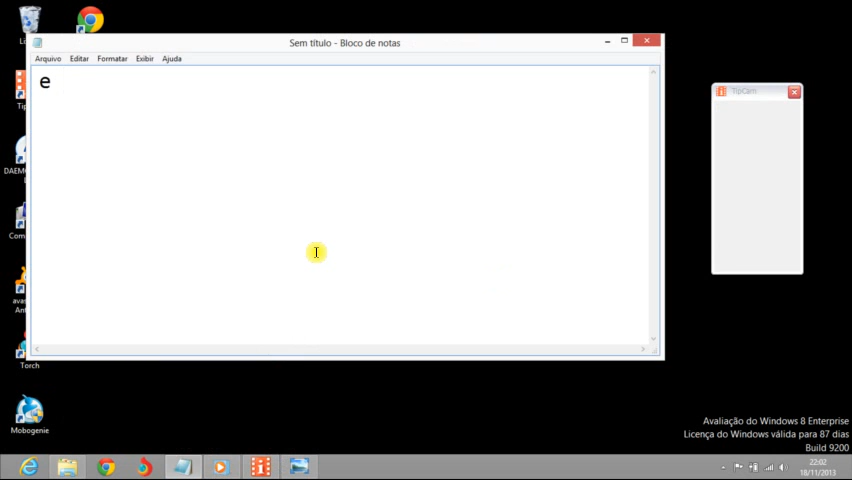 Sem título - Bloco de notas
Arquivo Editar Formatar Exibir Ajuda
e
TipCam
Torch
Mobogenie
Avaliação do Windows 8 Enterprise
Licença do Windows válida para 87 dias
Build 9200
22:02
18/11/2013